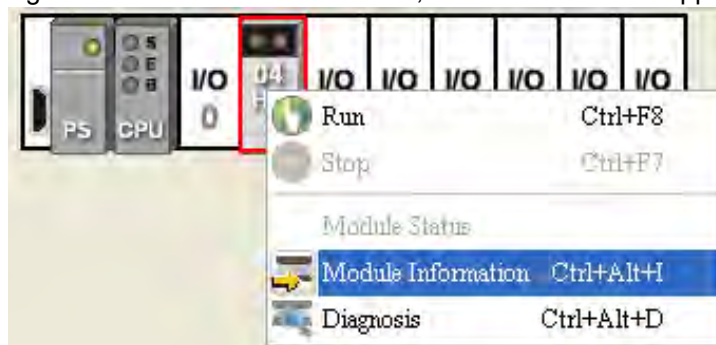 S
E
B
PS CPU I/O 0 04 I/O I/O I/O I/O I/O I/O
Run Ctrl+F8
Stop Ctrl+F7
Module Status
Module Information Ctrl+Alt+I
Diagnosis Ctrl+Alt+D